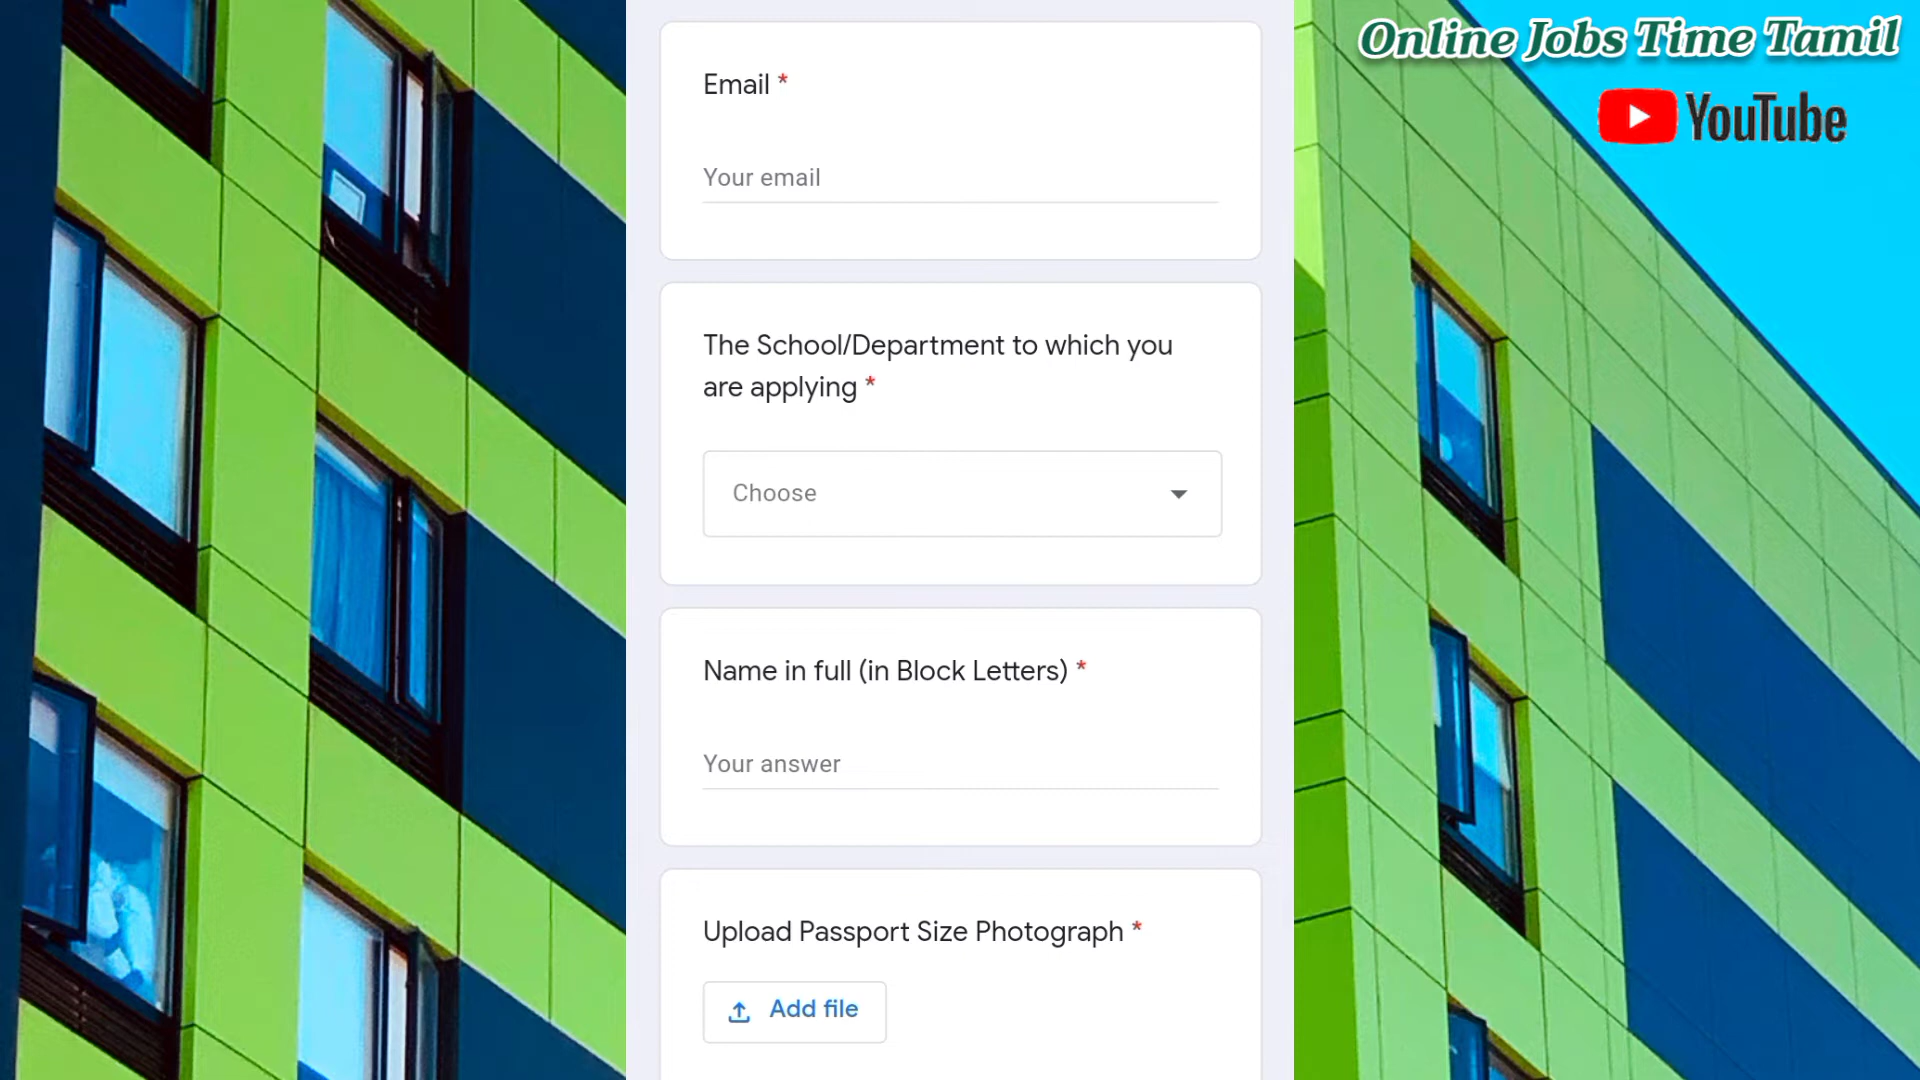 Online Jobs Time Tamil
YouTube
Email *
Your email
The School/Department to which you
are applying *
Choose
Name in full (in Block Letters) *
Your answer
Upload Passport Size Photograph *
Add file